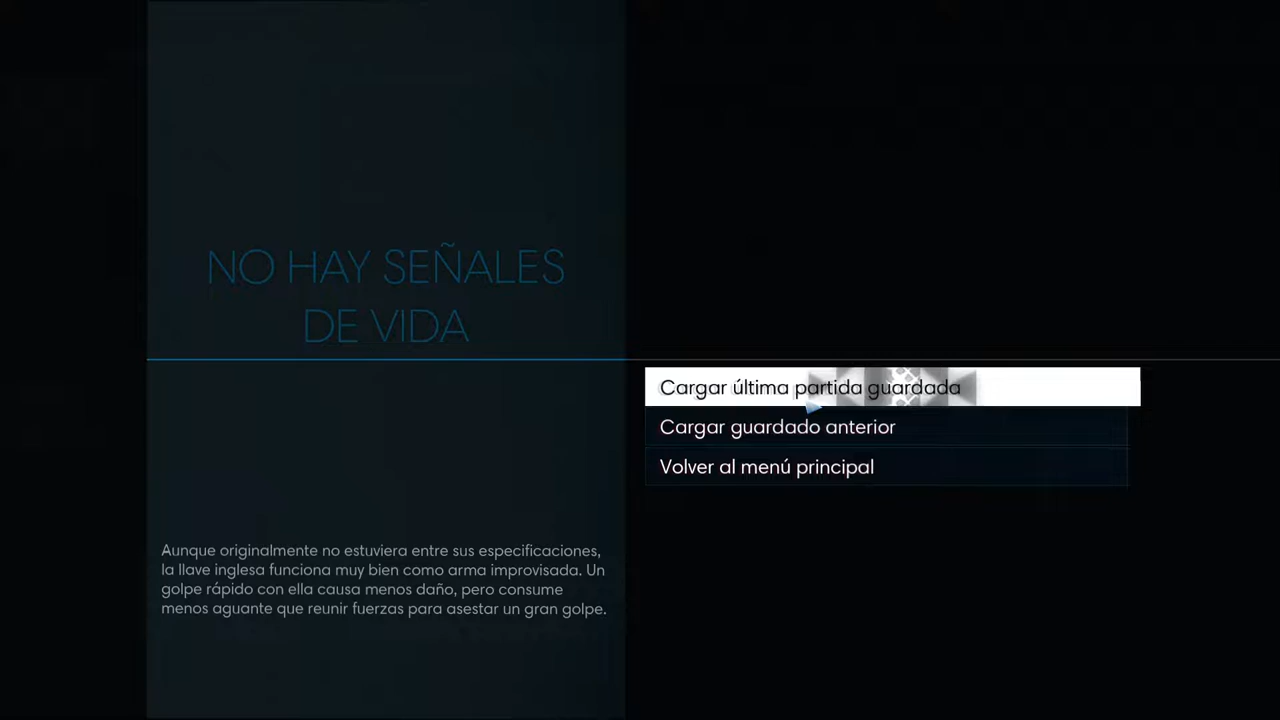 NO HAY SEÑALES
DE VIDA
Cargar última partida guardada
Cargar guardado anterior
Volver al menú principal
Aunque originalmente no estuviera entre sus especificaciones,
la llave inglesa funciona muy bien como arma improvisada. Un
golpe rápido con ella causa menos daño, pero consume
menos aguante que reunir fuerzas para asestar un gran golpe.